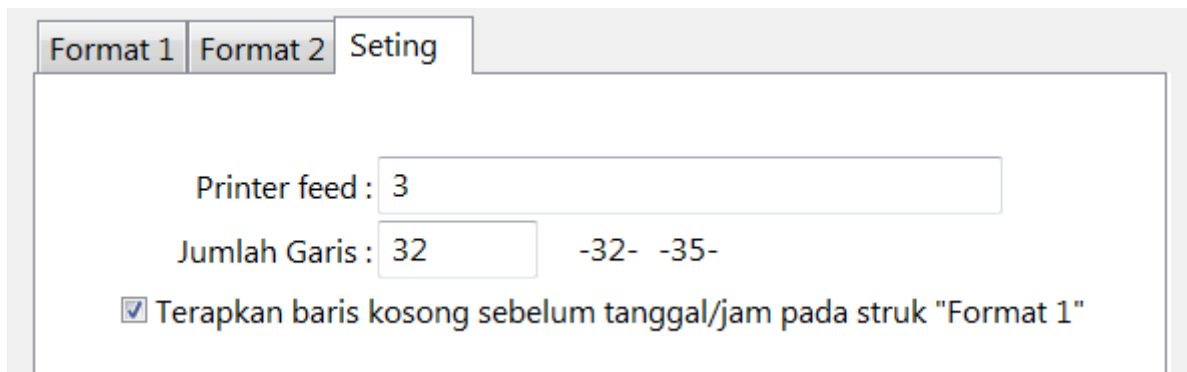 Format 1 Format 2 Seting
Printer feed : 3
Jumlah Garis : 32 -32- -35-
Terapkan baris kosong sebelum tanggal/jam pada struk "Format 1"